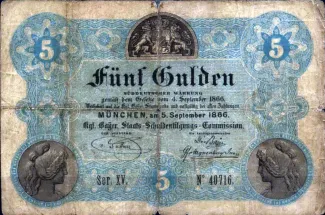 5
5
Fünf Gulden
SÜDDEUTSCHER WÄHRUNG
gemäß dem Gesetze vom 4. September 1866.
MÜNCHEN, am 5. September 1866.
Kgl. Bayer. Staats-Schuldentilgungs-Commission.
Ser. XV.
5
Nº 40716.